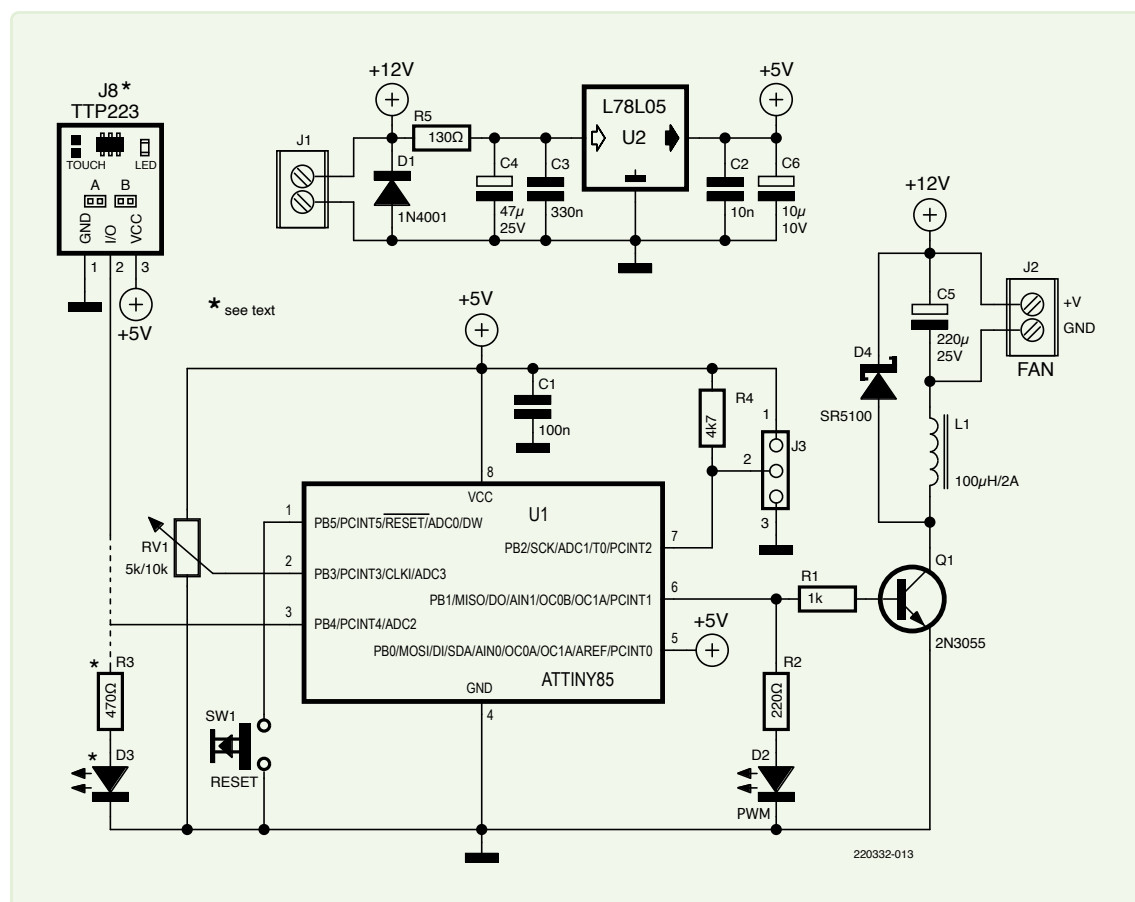 J8 *
TTP223
TOUCH
LED
A
B
GND
I/O
VCC
1
2
3
+5V
* see text
+12V
J1
R5
130Ω
D1
1N4001
C4
47µ
25V
C3
330n
L78L05
U2
C2
10n
+5V
C6
10µ
10V
+12V
J2
+V
GND
FAN
C5
220µ
25V
D4
SR5100
L1
100µH/2A
+5V
C1
100n
R4
4k7
1
2
3
J3
8
VCC
U1
1
PB5/PCINT5/RESET/ADC0/DW
2
PB3/PCINT3/CLKI/ADC3
3
PB4/PCINT4/ADC2
7
PB2/SCK/ADC1/T0/PCINT2
6
PB1/MISO/DO/AIN1/OC0B/OC1A/PCINT1
5
PB0/MOSI/DI/SDA/AIN0/OC0A/OC1A/AREF/PCINT0
GND
4
ATTINY85
+5V
RV1
5k/10k
R1
1k
Q1
2N3055
* R3
470Ω
* D3
SW1
RESET
R2
220Ω
D2
PWM
220332-013